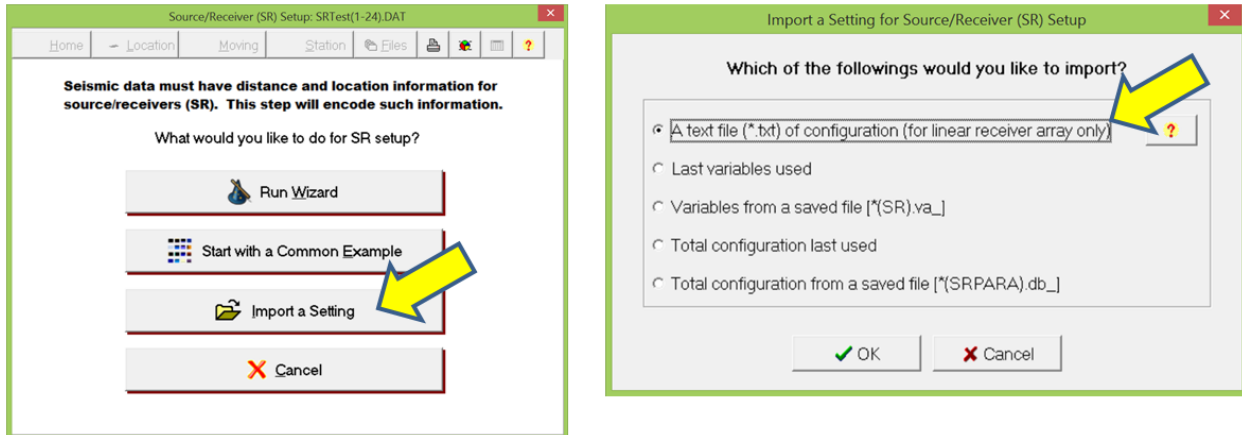 Source/Receiver (SR) Setup: SRTest(1-24).DAT
Home Location Moving Station Files ?
Seismic data must have distance and location information for
source/receivers (SR). This step will encode such information.
What would you like to do for SR setup?
Run Wizard
Start with a Common Example
Import a Setting
Cancel
Import a Setting for Source/Receiver (SR) Setup
Which of the followings would you like to import?
A text file (*.txt) of configuration (for linear receiver array only)
?
Last variables used
Variables from a saved file [*(SR).va_]
Total configuration last used
Total configuration from a saved file [*(SRPARA).db_]
OK Cancel